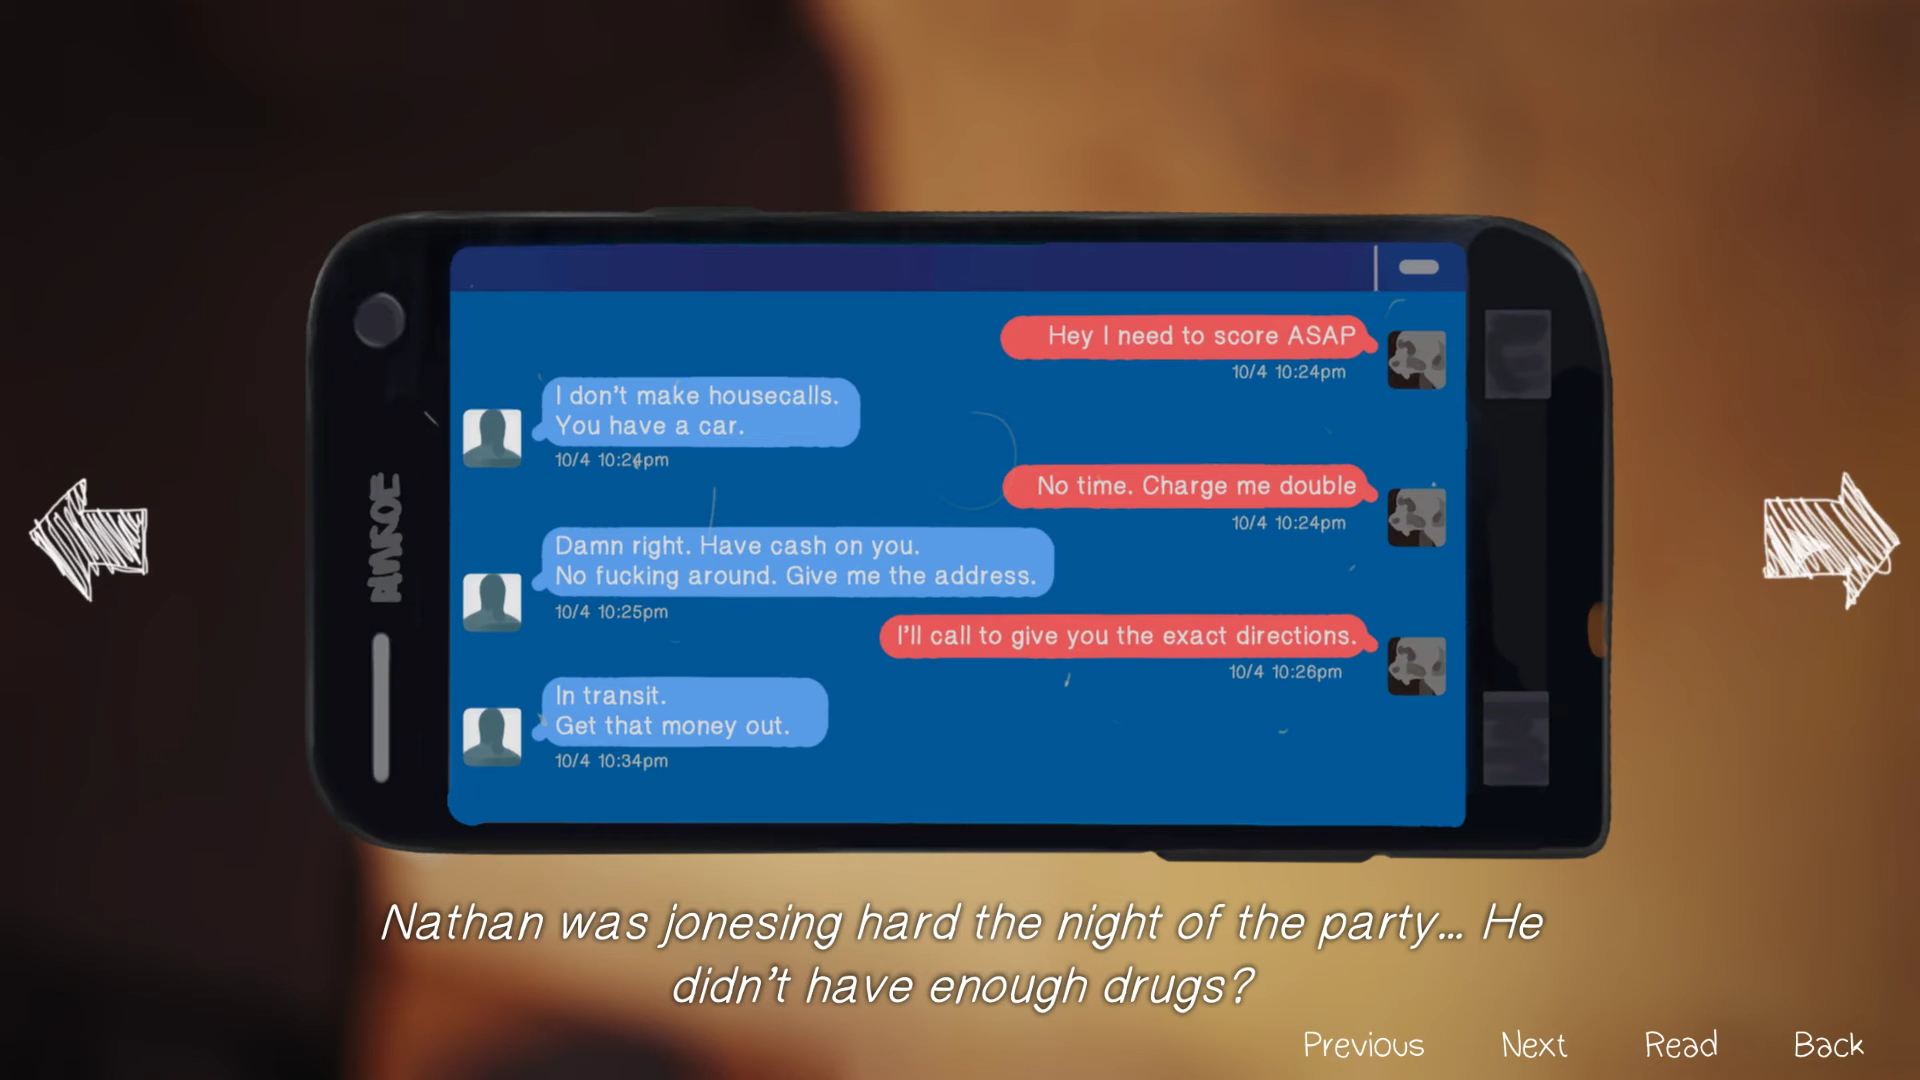 Hey I need to score ASAP
10/4 10:24pm
I don't make housecalls.
You have a car.
10/4 10:24pm
No time. Charge me double
10/4 10:24pm
Damn right. Have cash on you.
No fucking around. Give me the address.
10/4 10:25pm
I'll call to give you the exact directions.
10/4 10:26pm
In transit.
Get that money out.
10/4 10:34pm
Nathan was jonesing hard the night of the party... He
didn't have enough drugs?
Previous Next Read Back